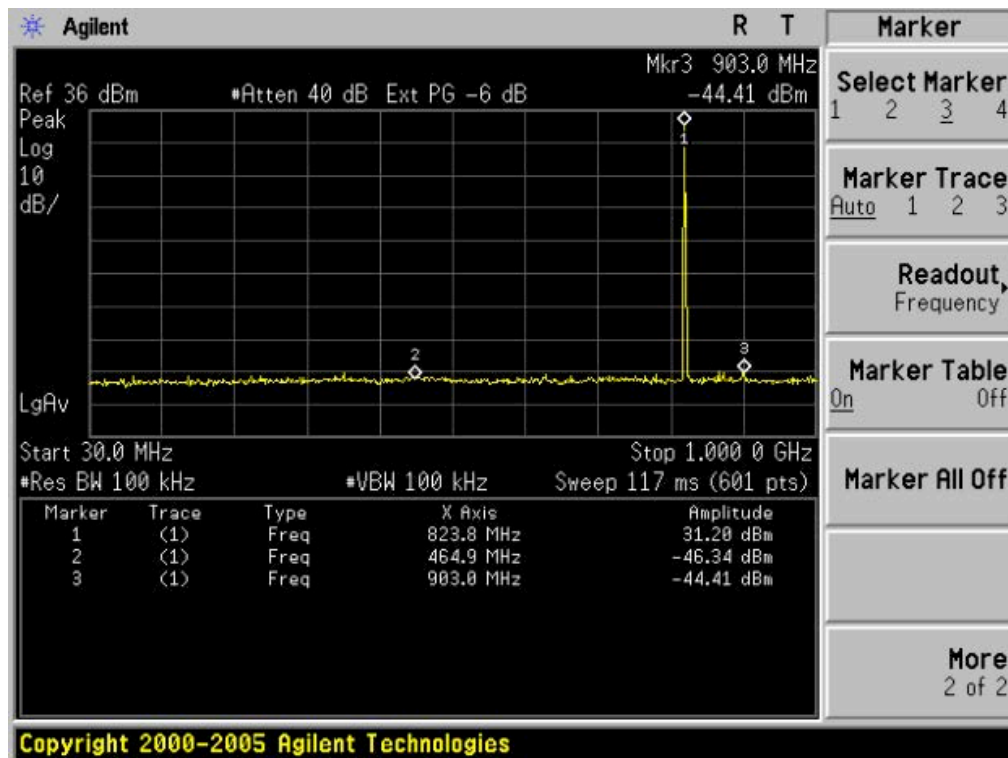 Agilent R T
Mkr3 903.0 MHz
Ref 36 dBm #Atten 40 dB Ext PG -6 dB -44.41 dBm
Peak
Log
10
dB/
1
2
3
LgAv
Start 30.0 MHz Stop 1.000 0 GHz
#Res BW 100 kHz #VBW 100 kHz Sweep 117 ms (601 pts)
Marker Trace Type X Axis Amplitude
1 (1) Freq 823.8 MHz 31.20 dBm
2 (1) Freq 464.9 MHz -46.34 dBm
3 (1) Freq 903.0 MHz -44.41 dBm
Copyright 2000-2005 Agilent Technologies
Marker
Select Marker
1 2 3 4
Marker Trace
Auto 1 2 3
Readout
Frequency
Marker Table
On Off
Marker All Off
More
2 of 2